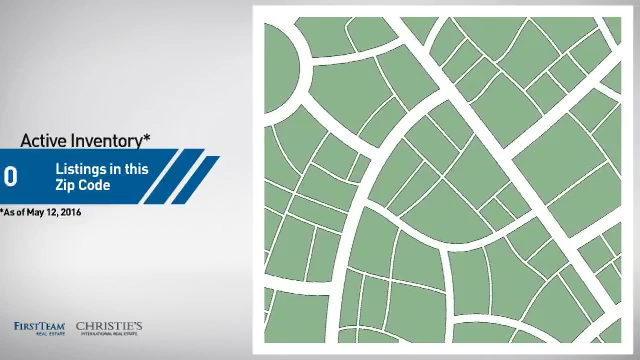 Active Inventory*
0 Listings in this
Zip Code
*As of May 12, 2016
FIRSTTEAM CHRISTIE'S
REAL ESTATE INTERNATIONAL REAL ESTATE